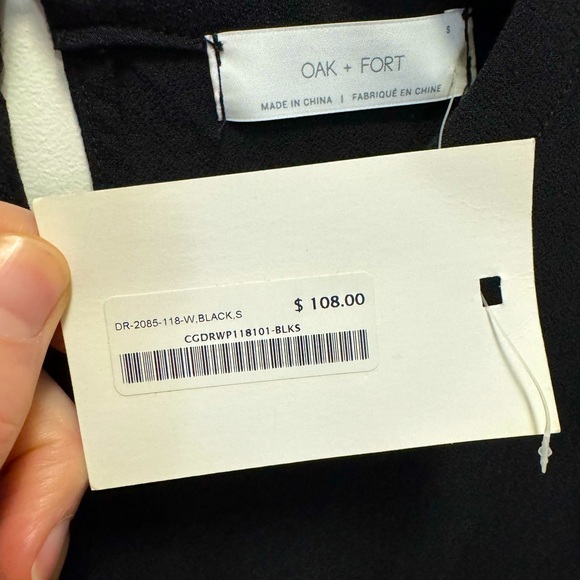 S
OAK + FORT
MADE IN CHINA | FABRIQUÉ EN CHINE
DR-2085-118-W,BLACK,S
$ 108.00
CGDRWP118101-BLKS